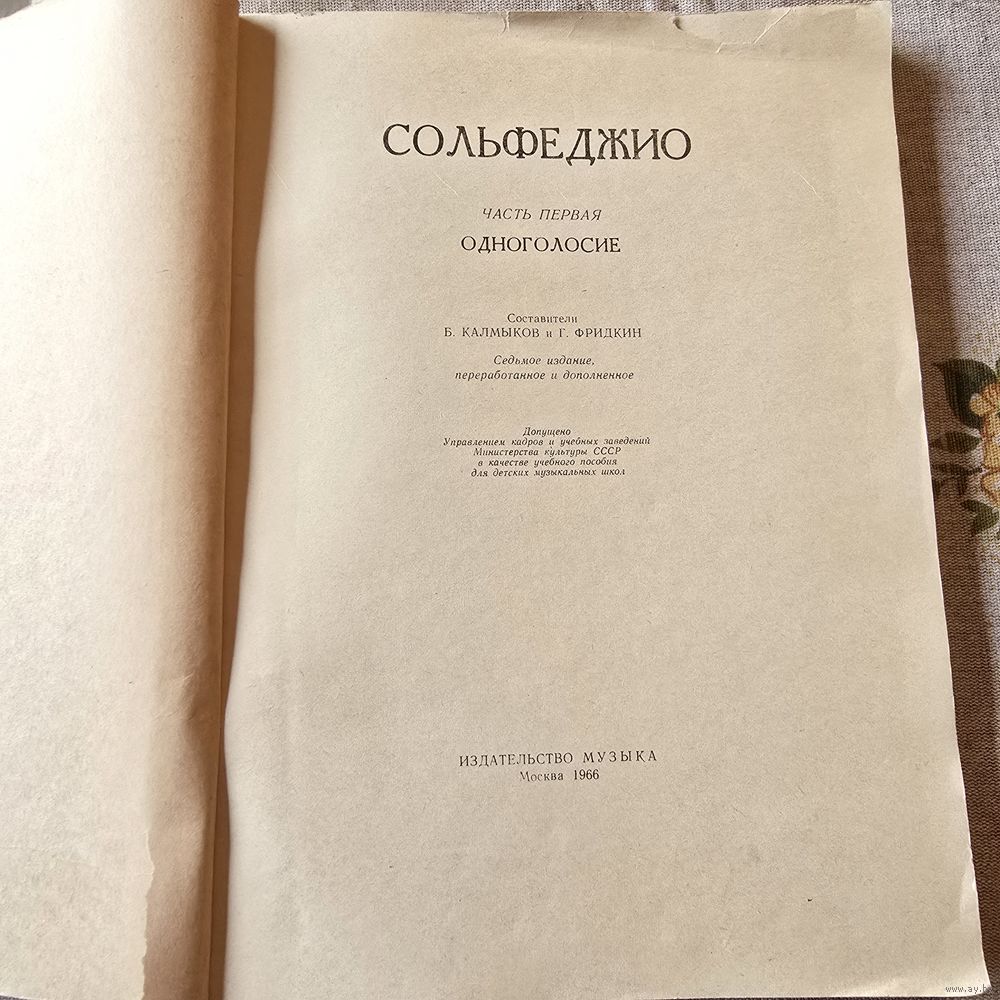 СОЛЬФЕДЖИО
ЧАСТЬ ПЕРВАЯ
ОДНОГОЛОСИЕ
Составители
Б. КАЛМЫКОВ и Г. ФРИДКИН
Седьмое издание,
переработанное и дополненное
Допущено
Управлением кадров и учебных заведений
Министерства культуры СССР
в качестве учебного пособия
для детских музыкальных школ
ИЗДАТЕЛЬСТВО МУЗЫКА
Москва 1966